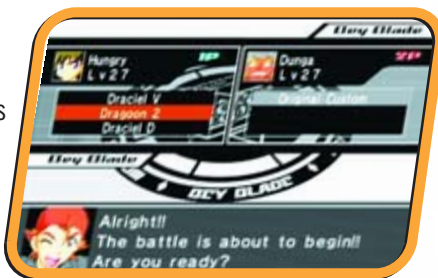 Bey Blade
Hungry 1P
Lv27
Dunga 2P
Lv27
Draciel V
Dragoon Z
Draciel D
Original Custom
Bey Blade
BEY BLADE
Alright!!
The battle is about to begin!!
Are you ready?
s